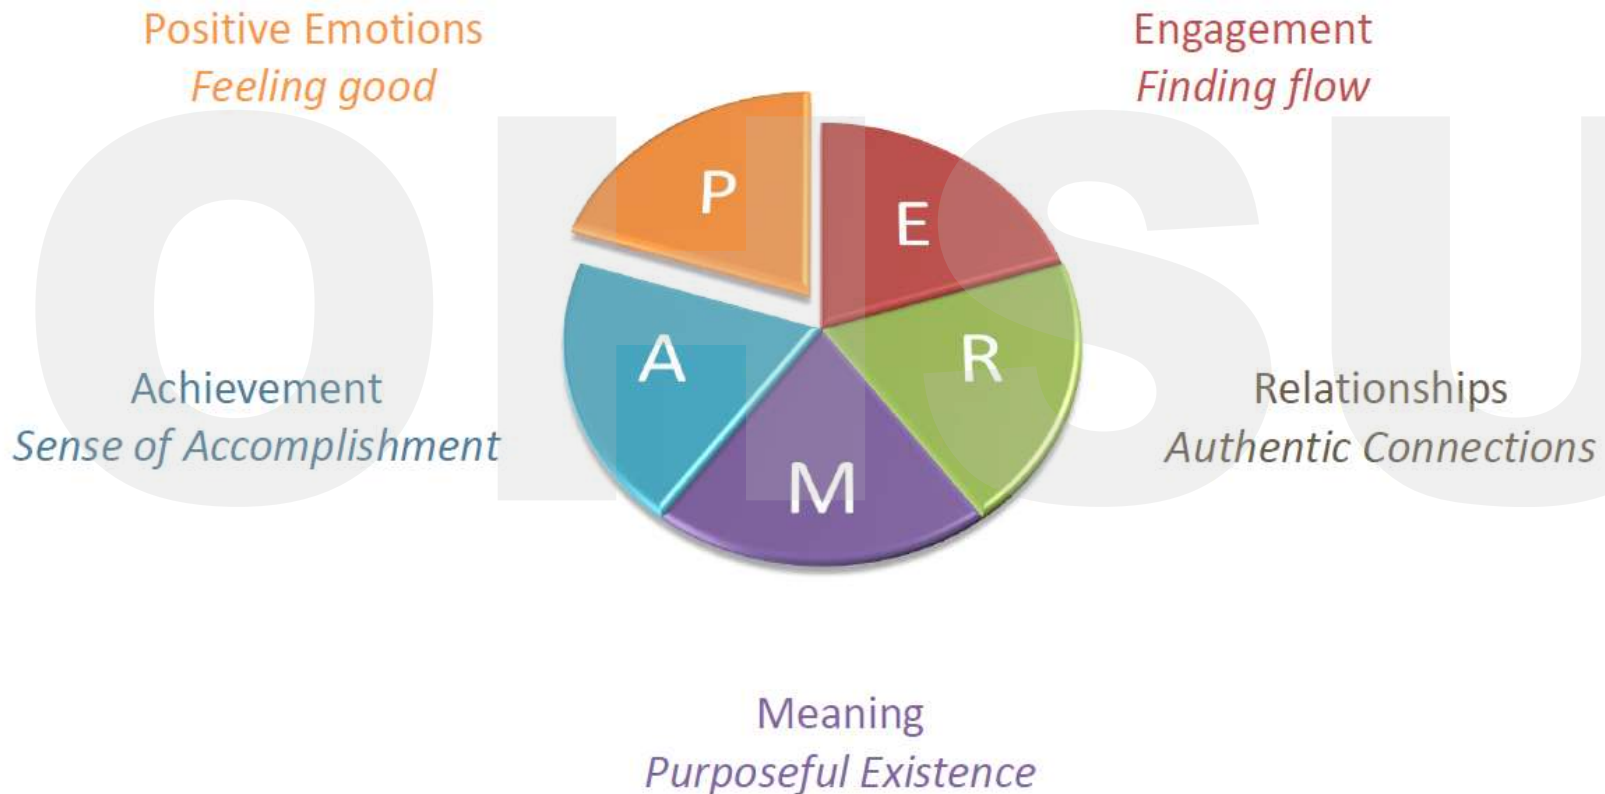 Positive Emotions
Feeling good
Engagement
Finding flow
P
E
A
R
M
Achievement
Sense of Accomplishment
Relationships
Authentic Connections
Meaning
Purposeful Existence
OHSU